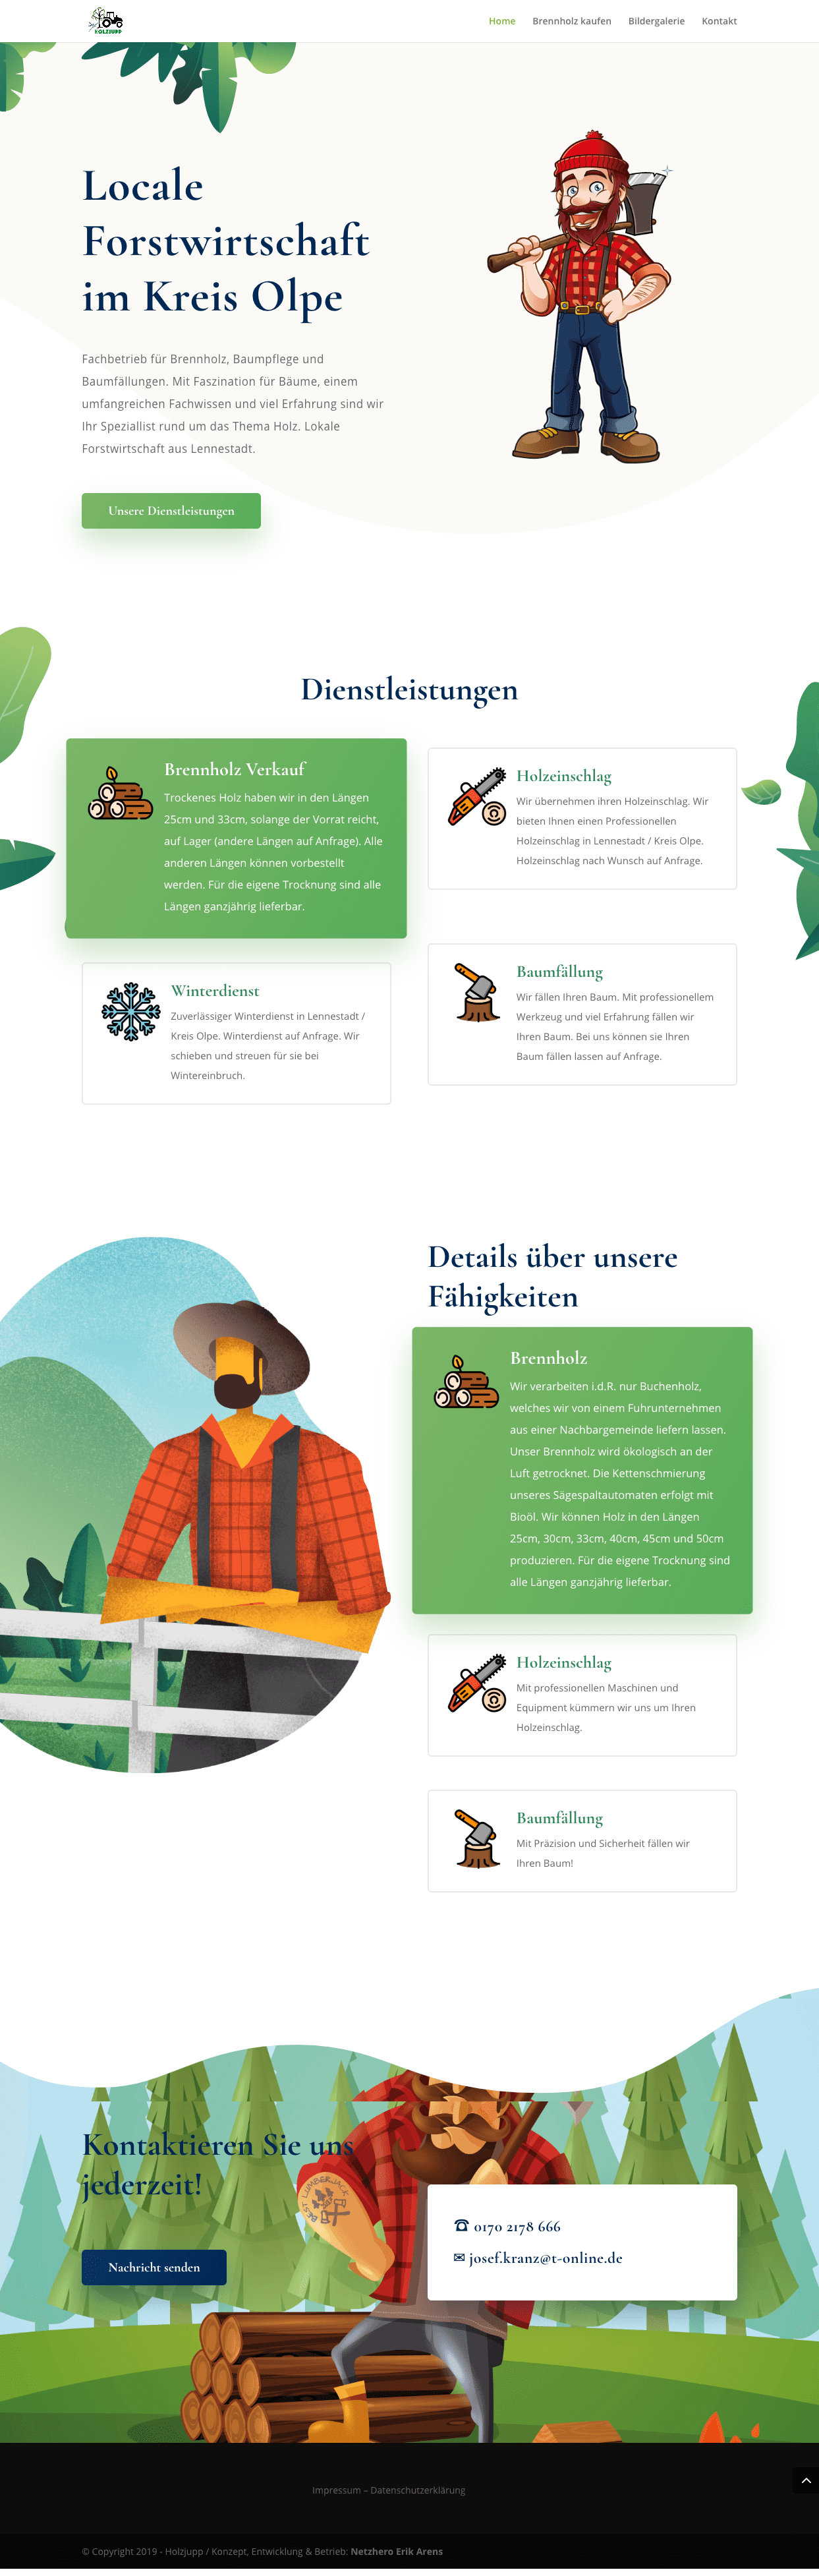 HOLZJUPP
Home Brennholz kaufen Bildergalerie Kontakt
Locale
Forstwirtschaft
im Kreis Olpe
Fachbetrieb für Brennholz, Baumpflege und
Baumfällungen. Mit Faszination für Bäume, einem
umfangreichen Fachwissen und viel Erfahrung sind wir
Ihr Speziallist rund um das Thema Holz. Lokale
Forstwirtschaft aus Lennestadt.
Unsere Dienstleistungen
Dienstleistungen
Brennholz Verkauf
Trockenes Holz haben wir in den Längen
25cm und 33cm, solange der Vorrat reicht,
auf Lager (andere Längen auf Anfrage). Alle
anderen Längen können vorbestellt
werden. Für die eigene Trocknung sind alle
Längen ganzjährig lieferbar.
Holzeinschlag
Wir übernehmen ihren Holzeinschlag. Wir
bieten Ihnen einen Professionellen
Holzeinschlag in Lennestadt / Kreis Olpe.
Holzeinschlag nach Wunsch auf Anfrage.
Winterdienst
Zuverlässiger Winterdienst in Lennestadt /
Kreis Olpe. Winterdienst auf Anfrage. Wir
schieben und streuen für sie bei
Wintereinbruch.
Baumfällung
Wir fällen Ihren Baum. Mit professionellem
Werkzeug und viel Erfahrung fällen wir
Ihren Baum. Bei uns können sie Ihren
Baum fällen lassen auf Anfrage.
Details über unsere
Fähigkeiten
Brennholz
Wir verarbeiten i.d.R. nur Buchenholz,
welches wir von einem Fuhrunternehmen
aus einer Nachbargemeinde liefern lassen.
Unser Brennholz wird ökologisch an der
Luft getrocknet. Die Kettenschmierung
unseres Sägespaltautomaten erfolgt mit
Bioöl. Wir können Holz in den Längen
25cm, 30cm, 33cm, 40cm, 45cm und 50cm
produzieren. Für die eigene Trocknung sind
alle Längen ganzjährig lieferbar.
Holzeinschlag
Mit professionellen Maschinen und
Equipment kümmern wir uns um Ihren
Holzeinschlag.
Baumfällung
Mit Präzision und Sicherheit fällen wir
Ihren Baum!
Kontaktieren Sie uns
jederzeit!
BEST LUMBERJACK
Nachricht senden
☎ 0170 2178 666
✉ josef.kranz@t-online.de
Impressum – Datenschutzerklärung
© Copyright 2019 - Holzjupp / Konzept, Entwicklung & Betrieb: Netzhero Erik Arens